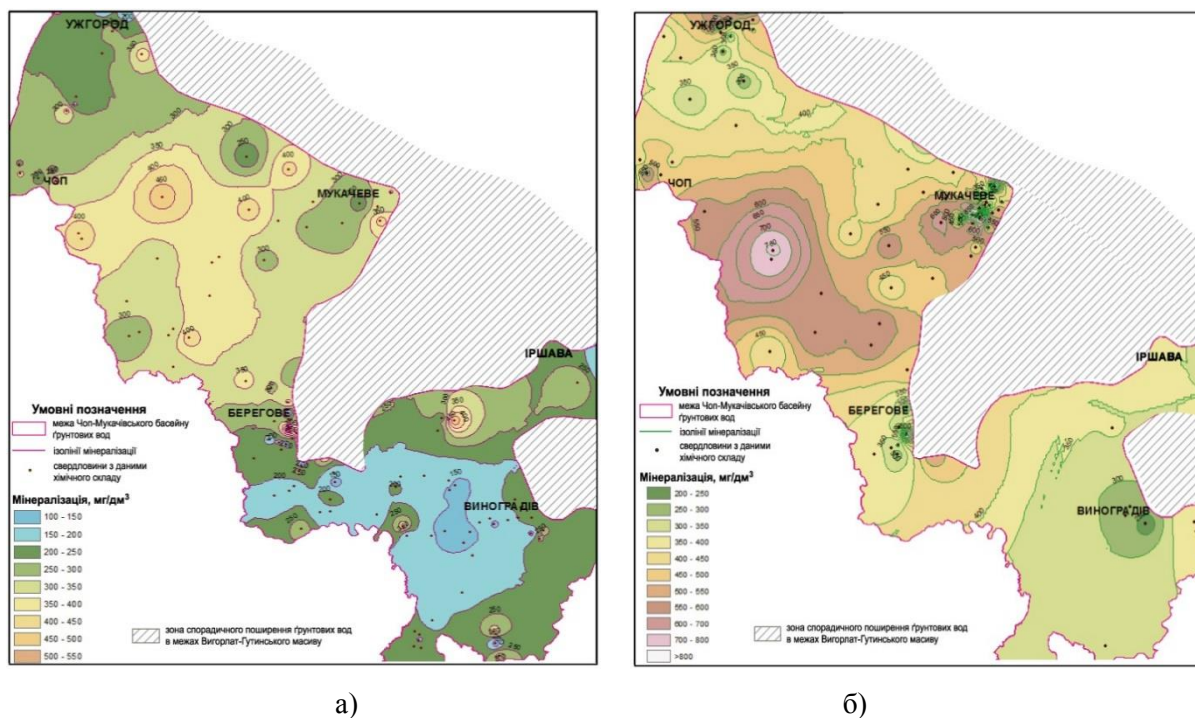 УЖГОРОД
ЧОП
МУКАЧЕВЕ
ІРШАВА
БЕРЕГОВЕ
ВИНОГРАДІВ
Умовні позначення
межа Чоп-Мукачівського басейну
ґрунтових вод
ізолінії мінералізації
свердловини з даними
хімічного складу
Мінералізація, мг/дм³
100 - 150
150 - 200
200 - 250
250 - 300
300 - 350
350 - 400
400 - 450
450 - 500
500 - 550
зона спорадичного поширення ґрунтових вод
в межах Вигорлат-Гутинського масиву
а)
УЖГОРОД
ЧОП
МУКАЧЕВЕ
ІРШАВА
БЕРЕГОВЕ
ВИНОГРАДІВ
Умовні позначення
межа Чоп-Мукачівського басейну
ґрунтових вод
ізолінії мінералізації
свердловини з даними
хімічного складу
Мінералізація, мг/дм³
200 - 250
250 - 300
300 - 350
350 - 400
400 - 450
450 - 500
500 - 550
550 - 600
600 - 700
700 - 800
>800
зона спорадичного поширення ґрунтових вод
в межах Вигорлат-Гутинського масиву
б)